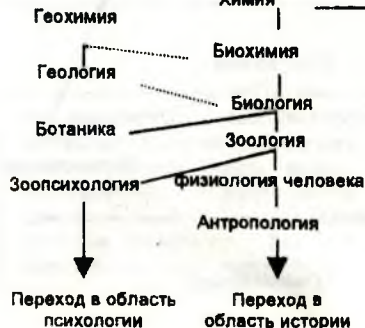 Химия
Геохимия
Биохимия
Геология
Биология
Ботаника
Зоология
Зоопсихология
физиология человека
Антропология
Переход в область
психологии
Переход в
область истории